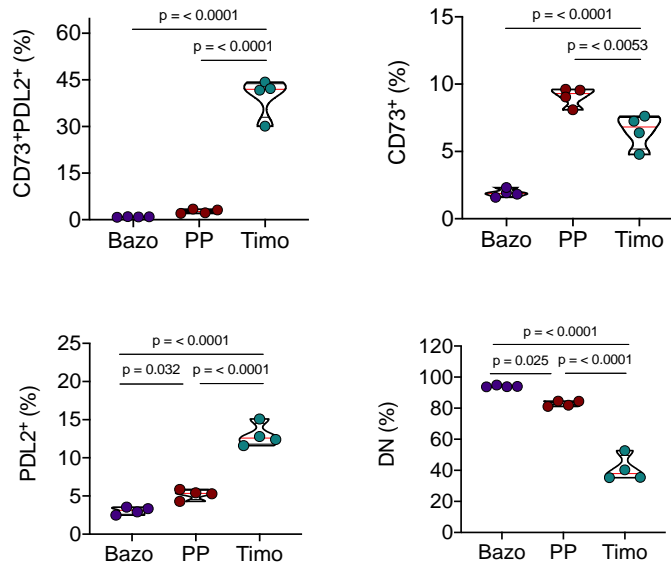 p = < 0.0001
p = < 0.0001
CD73+PDL2+ (%)
60
45
30
15
0
Bazo PP Timo
p = < 0.0001
p = < 0.0053
CD73+ (%)
15
10
5
0
Bazo PP Timo
p = < 0.0001
p = 0.032 p = < 0.0001
PDL2+ (%)
25
20
15
10
5
0
Bazo PP Timo
p = < 0.0001
p = 0.025 p = < 0.0001
DN (%)
120
100
80
60
40
20
0
Bazo PP Timo